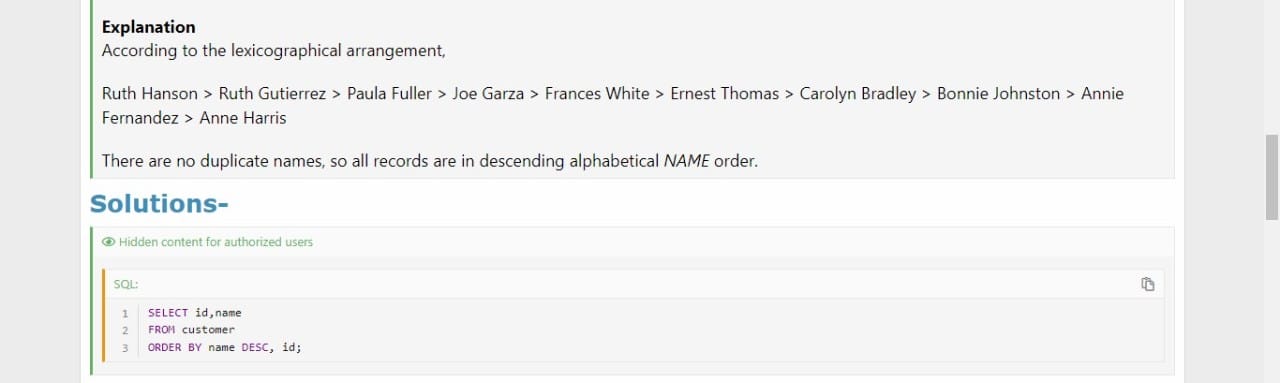 Explanation
According to the lexicographical arrangement,
Ruth Hanson > Ruth Gutierrez > Paula Fuller > Joe Garza > Frances White > Ernest Thomas > Carolyn Bradley > Bonnie Johnston > Annie
Fernandez > Anne Harris
There are no duplicate names, so all records are in descending alphabetical NAME order.
Solutions-
Hidden content for authorized users
SQL:
1 SELECT id,name
2 FROM customer
3 ORDER BY name DESC, id;